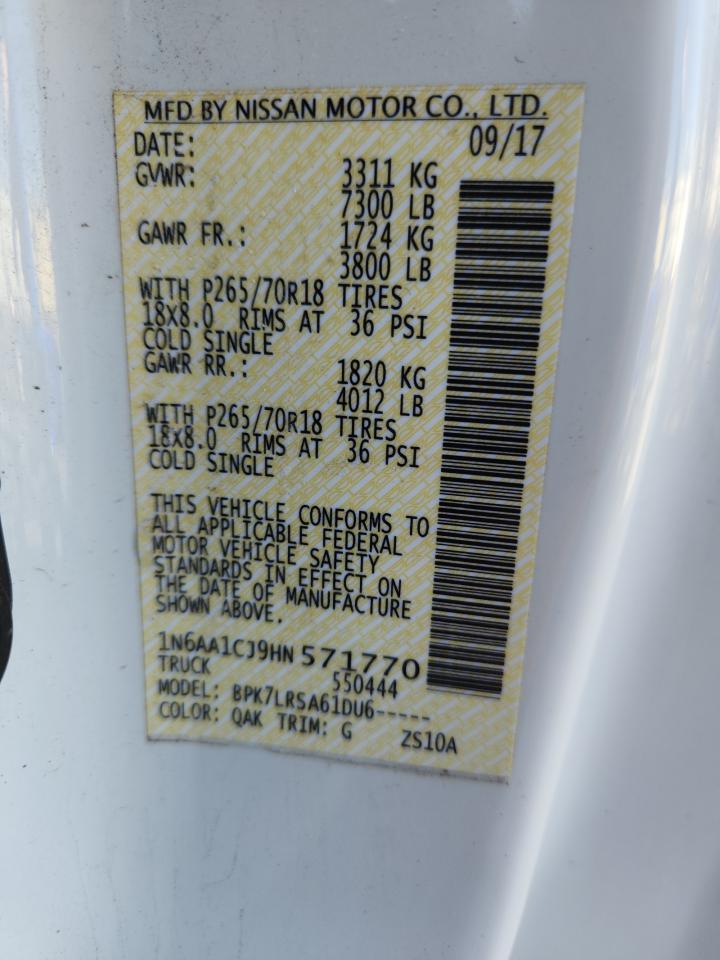 MFD BY NISSAN MOTOR CO., LTD.
DATE: 09/17
GVWR: 3311 KG
7300 LB
GAWR FR.: 1724 KG
3800 LB
WITH P265/70R18 TIRES
18X8.0 RIMS AT 36 PSI
COLD SINGLE
GAWR RR.: 1820 KG
4012 LB
WITH P265/70R18 TIRES
18X8.0 RIMS AT 36 PSI
COLD SINGLE
THIS VEHICLE CONFORMS TO
ALL APPLICABLE FEDERAL
MOTOR VEHICLE SAFETY
STANDARDS IN EFFECT ON
THE DATE OF MANUFACTURE
SHOWN ABOVE.
1N6AA1CJ9HN 571770
TRUCK 550444
MODEL: BPK7LRSA61DU6-----
COLOR: QAK TRIM: G ZS10A